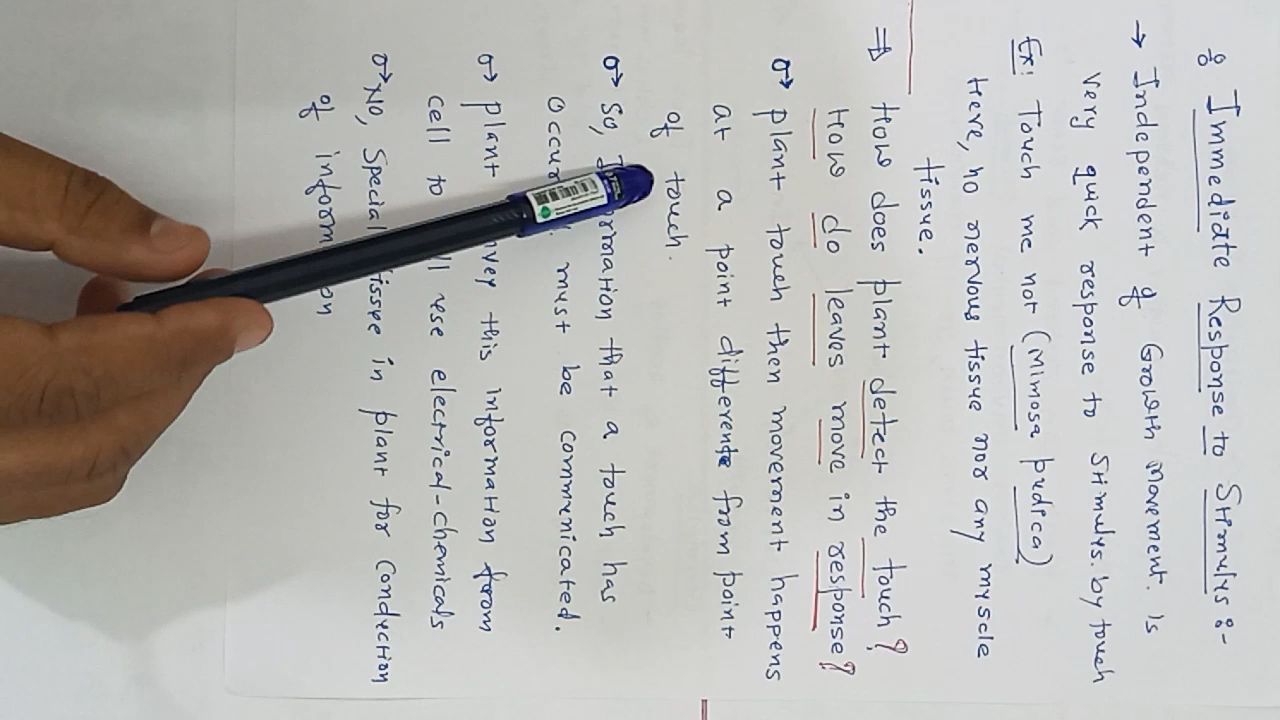 Immediate Response to Stimulus :-
→ Independent of Growth movement. Is
very quick response to stimulus. by touch
Ex: Touch me not (Mimosa pudica)
Here, no nervous tissue nor any muscle
tissue.
⇒ How does plant detect the touch?
How do leaves move in response?
→ plant touch then movement happens
at a point different from point
of touch.
→ So, that a touch has
must be communicated.
→ plant this information from
cell to use electrical-chemicals
→ No, Special tissue in plant for conduction
of